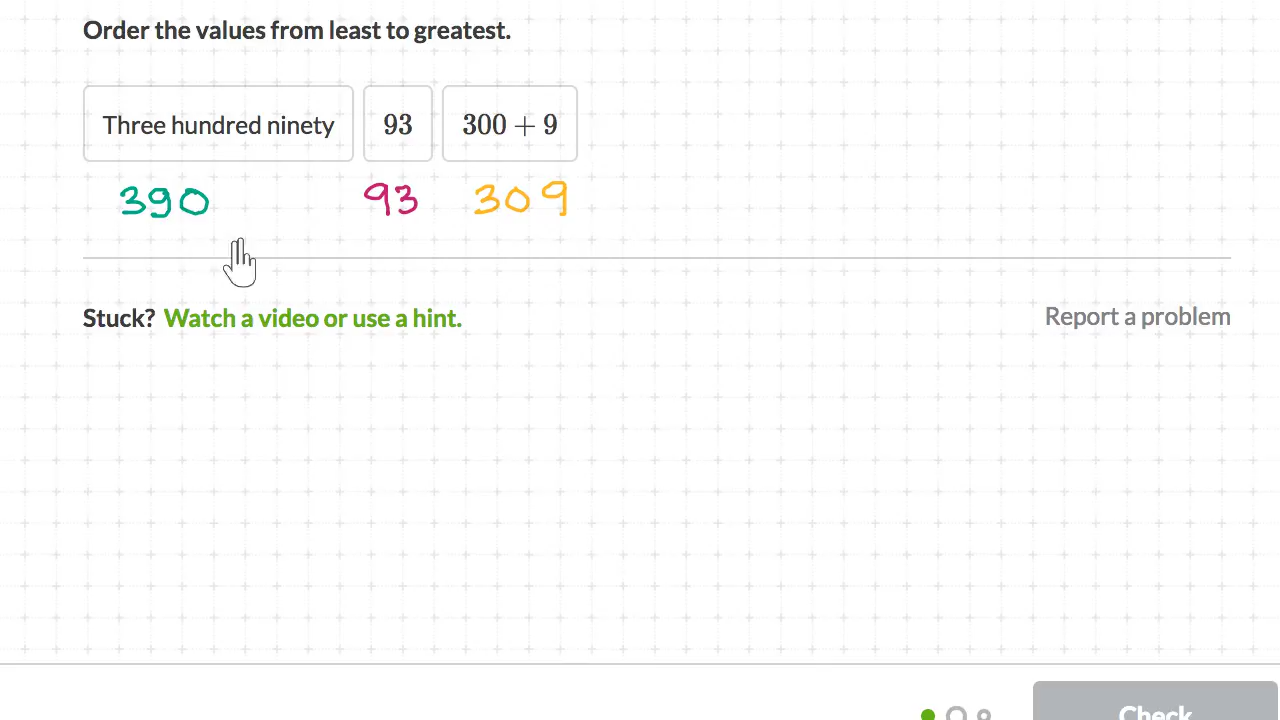 Order the values from least to greatest.
Three hundred ninety 93 300 + 9
390 93 309
Stuck? Watch a video or use a hint. Report a problem
Check